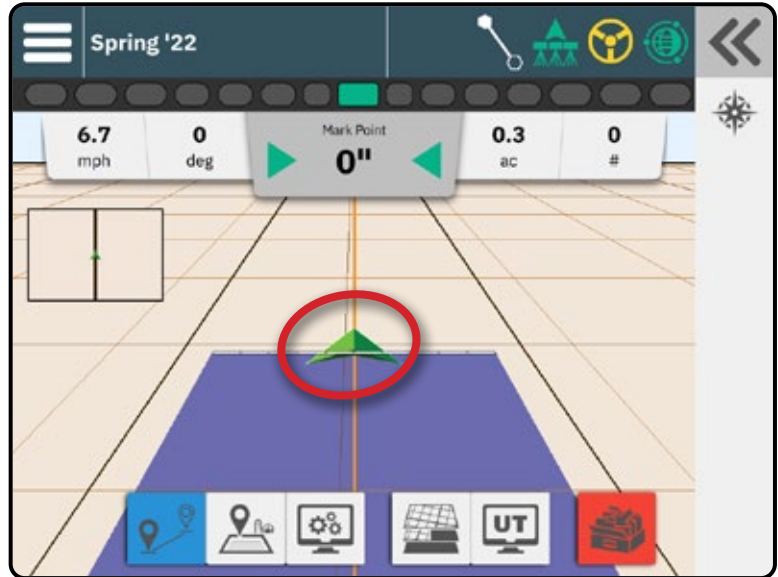 Spring '22
6.7
mph
0
deg
Mark Point
0"
0.3
ac
0
#
UT